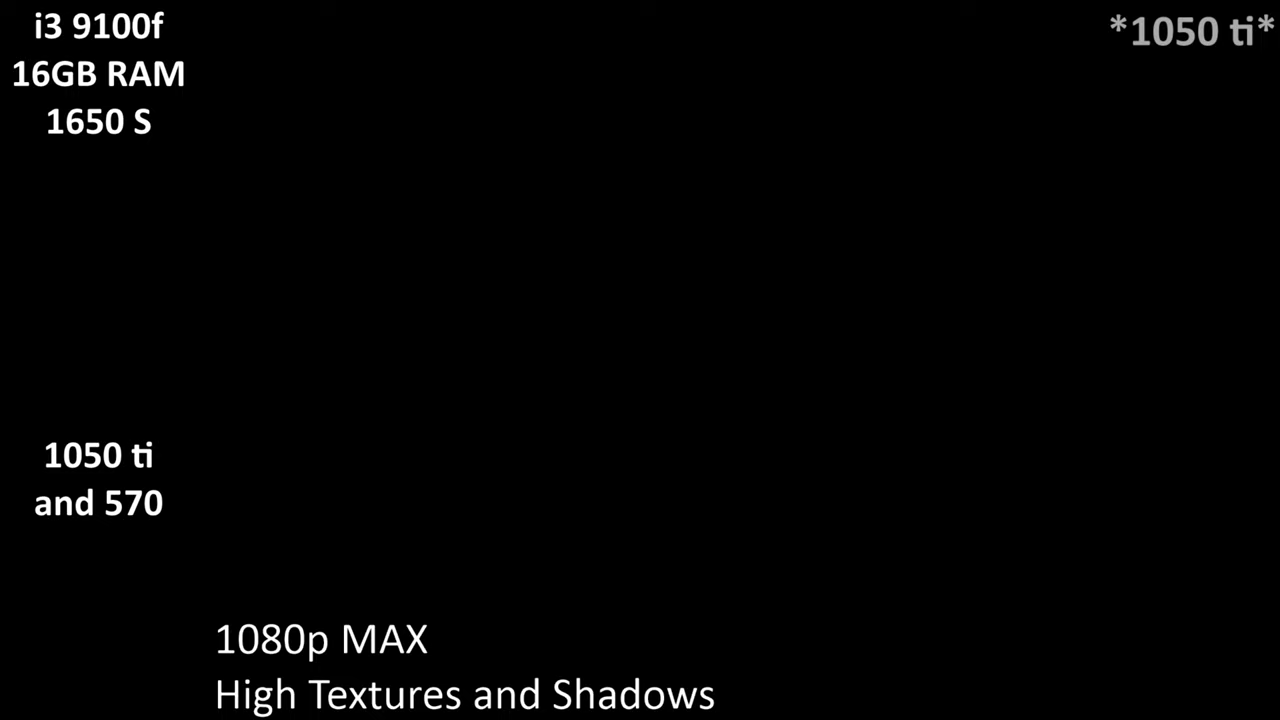 i3 9100f
16GB RAM
1650 S
*1050 ti*
1050 ti
and 570
1080p MAX
High Textures and Shadows